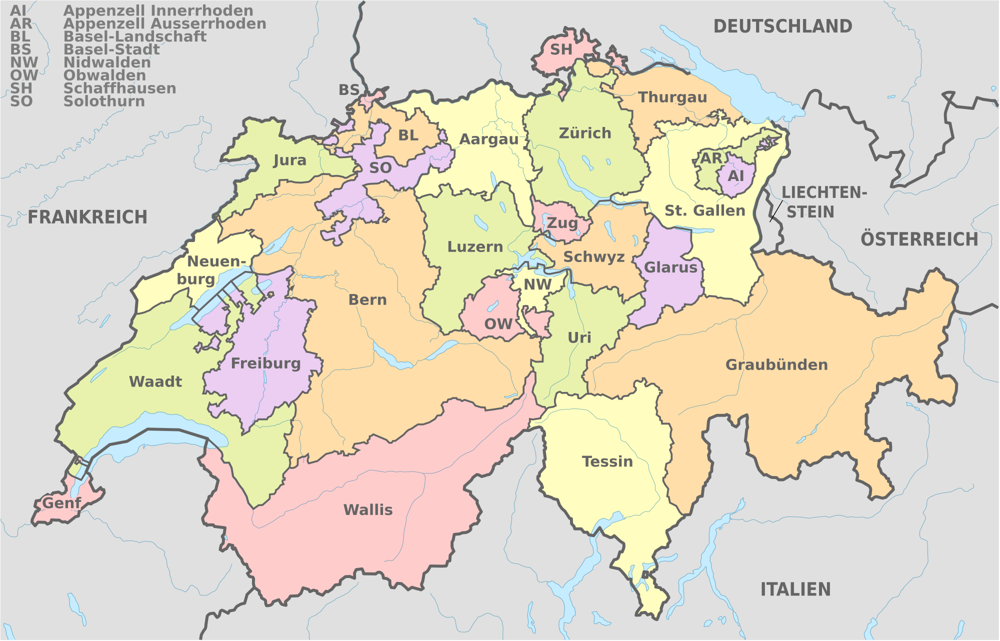 AI Appenzell Innerrhoden
AR Appenzell Ausserrhoden
BL Basel-Landschaft
BS Basel-Stadt
NW Nidwalden
OW Obwalden
SH Schaffhausen
SO Solothurn
DEUTSCHLAND
SH
BS
Thurgau
Zürich
BL
Aargau
Jura
AR
SO
AI
LIECHTEN-
STEIN
St. Gallen
FRANKREICH
Zug
ÖSTERREICH
Luzern
Schwyz
Neuen-
burg
Glarus
NW
Bern
OW
Uri
Freiburg
Graubünden
Waadt
Tessin
Genf
Wallis
ITALIEN